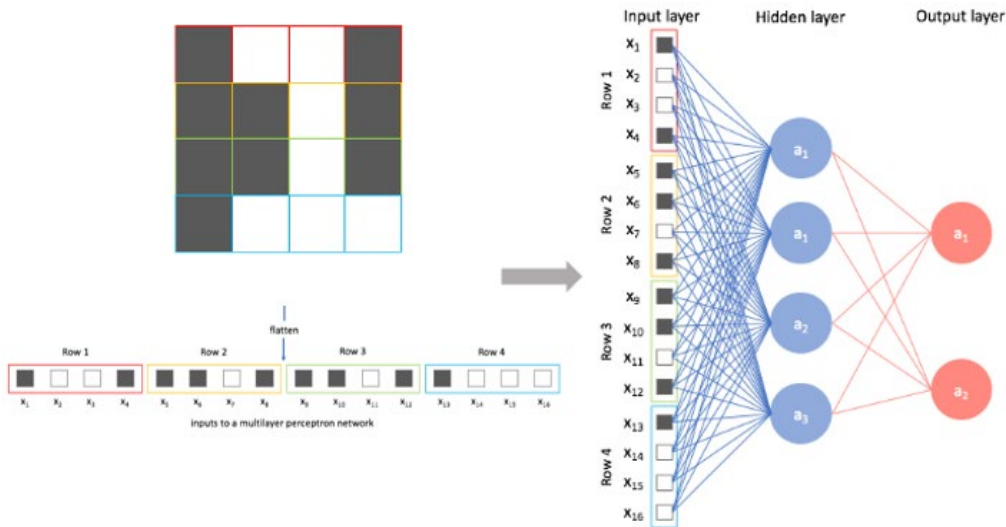 flatten
Row 1 Row 2 Row 3 Row 4
x1 x2 x3 x4 x5 x6 x7 x8 x9 x10 x11 x12 x13 x14 x15 x16
inputs to a multilayer perceptron network
Input layer Hidden layer Output layer
Row 1
x1
x2
x3
x4
Row 2
x5
x6
x7
x8
Row 3
x9
x10
x11
x12
Row 4
x13
x14
x15
x16
a1
a1
a2
a3
a1
a2